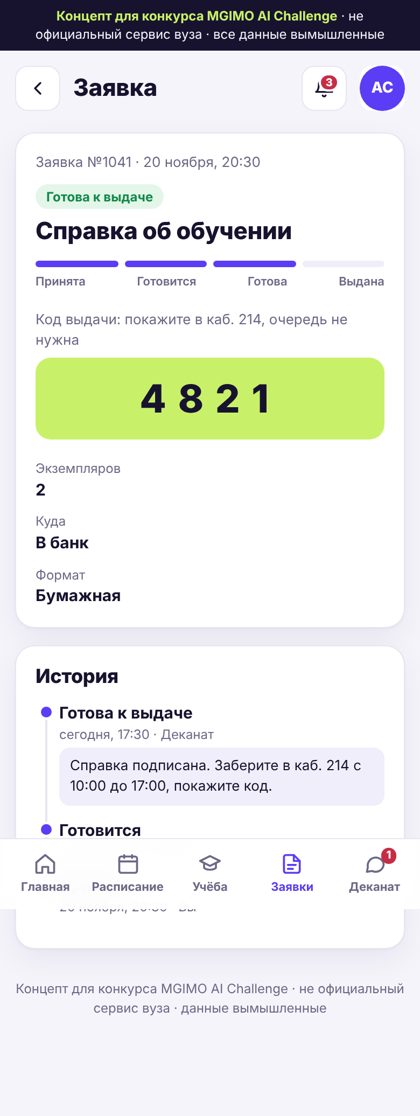 Концепт для конкурса MGIMO AI Challenge · не
официальный сервис вуза · все данные вымышленные
Заявка
3
АС
Заявка №1041 · 20 ноября, 20:30
Готова к выдаче
Справка об обучении
Принята Готовится Готова Выдана
Код выдачи: покажите в каб. 214, очередь не
нужна
4821
Экземпляров
2
Куда
В банк
Формат
Бумажная
История
Готова к выдаче
сегодня, 17:30 · Деканат
Справка подписана. Заберите в каб. 214 с
10:00 до 17:00, покажите код.
Готовится
1
Главная Расписание Учёба Заявки Деканат
Концепт для конкурса MGIMO AI Challenge · не официальный
сервис вуза · данные вымышленные